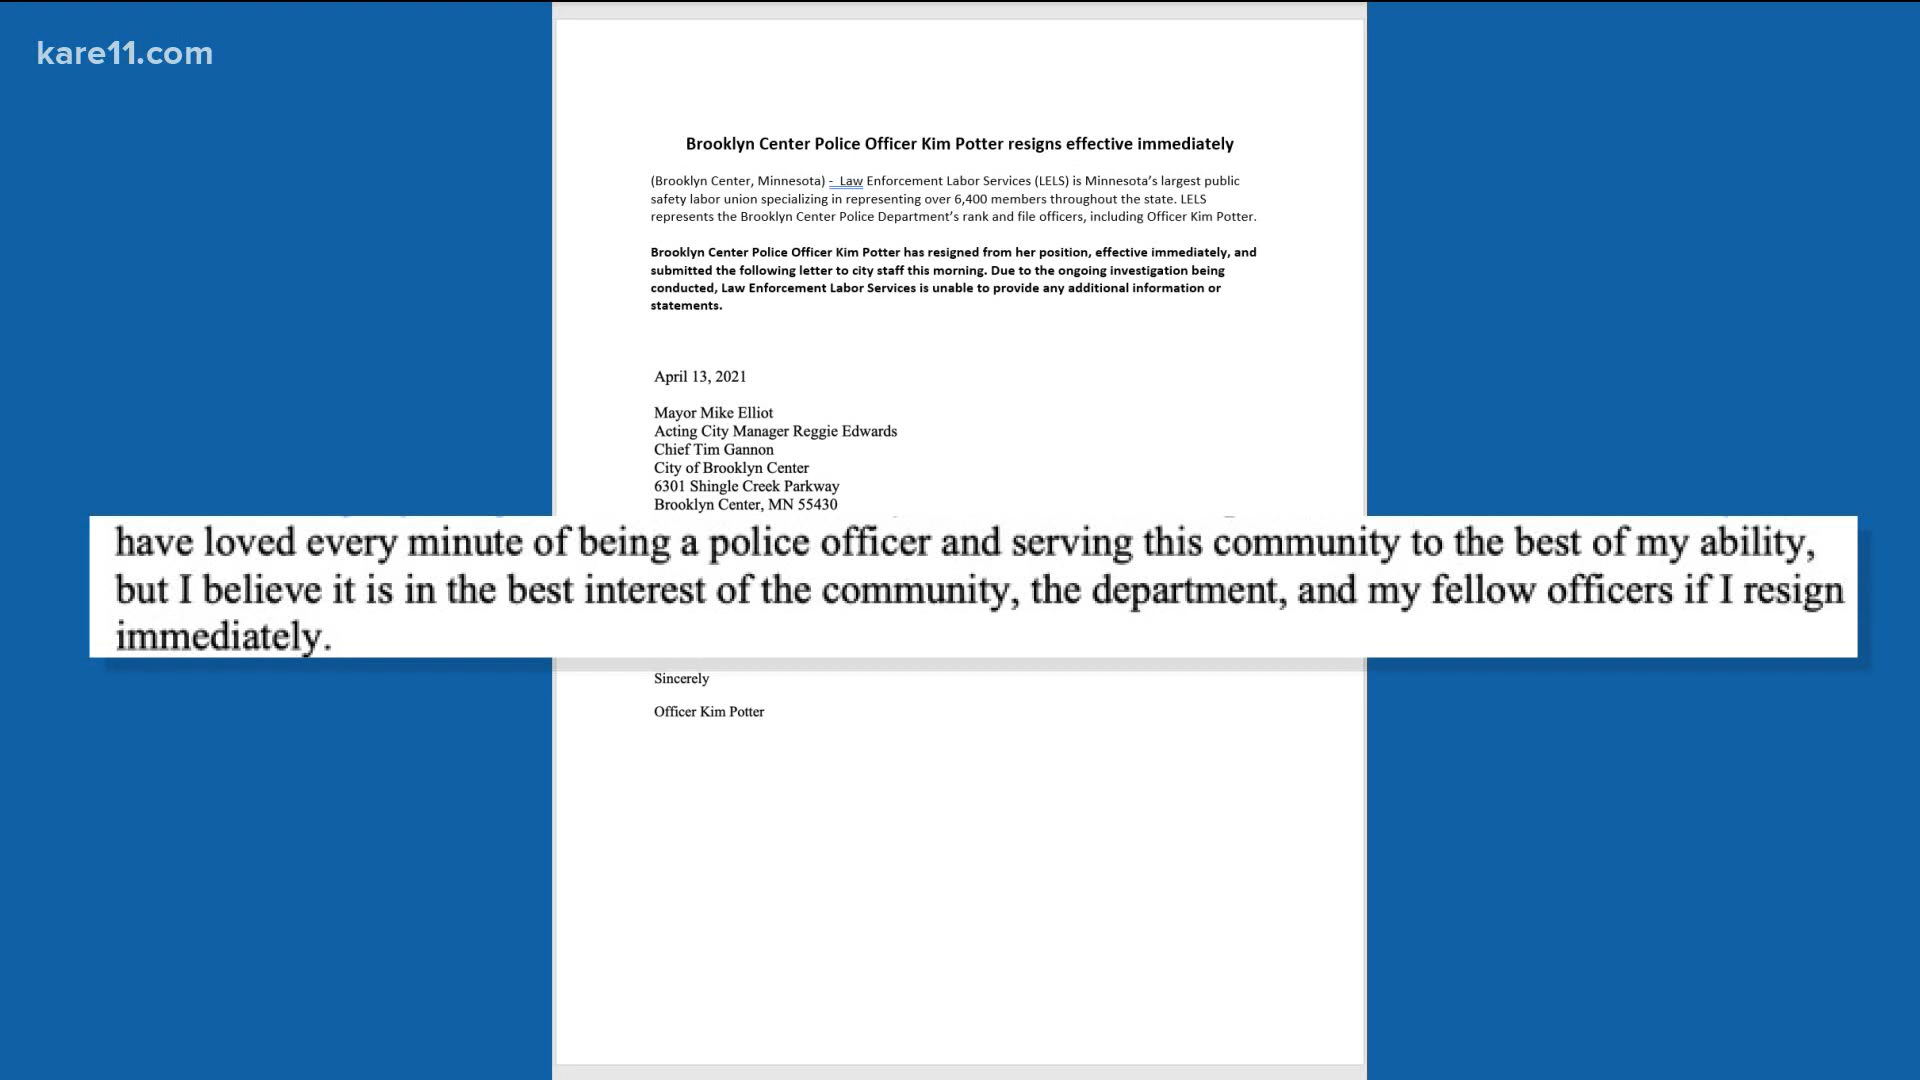 kare11.com
Brooklyn Center Police Officer Kim Potter resigns effective immediately
(Brooklyn Center, Minnesota) -  Law Enforcement Labor Services (LELS) is Minnesota's largest public
safety labor union specializing in representing over 6,400 members throughout the state. LELS
represents the Brooklyn Center Police Department's rank and file officers, including Officer Kim Potter.
Brooklyn Center Police Officer Kim Potter has resigned from her position, effective immediately, and
submitted the following letter to city staff this morning. Due to the ongoing investigation being
conducted, Law Enforcement Labor Services is unable to provide any additional information or
statements.
April 13, 2021
Mayor Mike Elliot
Acting City Manager Reggie Edwards
Chief Tim Gannon
City of Brooklyn Center
6301 Shingle Creek Parkway
Brooklyn Center, MN 55430
have loved every minute of being a police officer and serving this community to the best of my ability,
but I believe it is in the best interest of the community, the department, and my fellow officers if I resign
immediately.
Sincerely
Officer Kim Potter